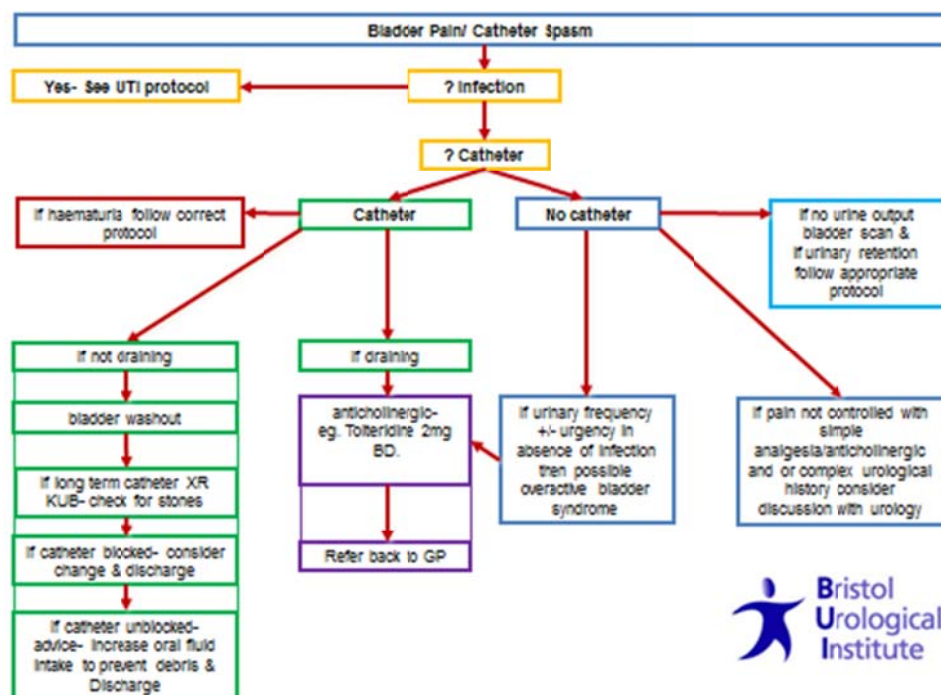 Bladder Pain/ Catheter Spasm
Yes- See UTI protocol
? Infection
? Catheter
If haematuria follow correct
protocol
Catheter
No catheter
If no urine output
bladder scan &
if urinary retention
follow appropriate
protocol
If not draining
If draining
bladder washout
anticholinergic-
eg. Tolteridine 2mg
BD.
If urinary frequency
+/- urgency in
absence of infection
then possible
overactive bladder
syndrome
If pain not controlled with
simple
analgesia/anticholinergic
and or complex urological
history consider
discussion with urology
If long term catheter XR
KUB- check for stones
If catheter blocked- consider
change & discharge
Refer back to GP
If catheter unblocked-
advice- increase oral fluid
intake to prevent debris &
Discharge
Bristol
Urological
Institute